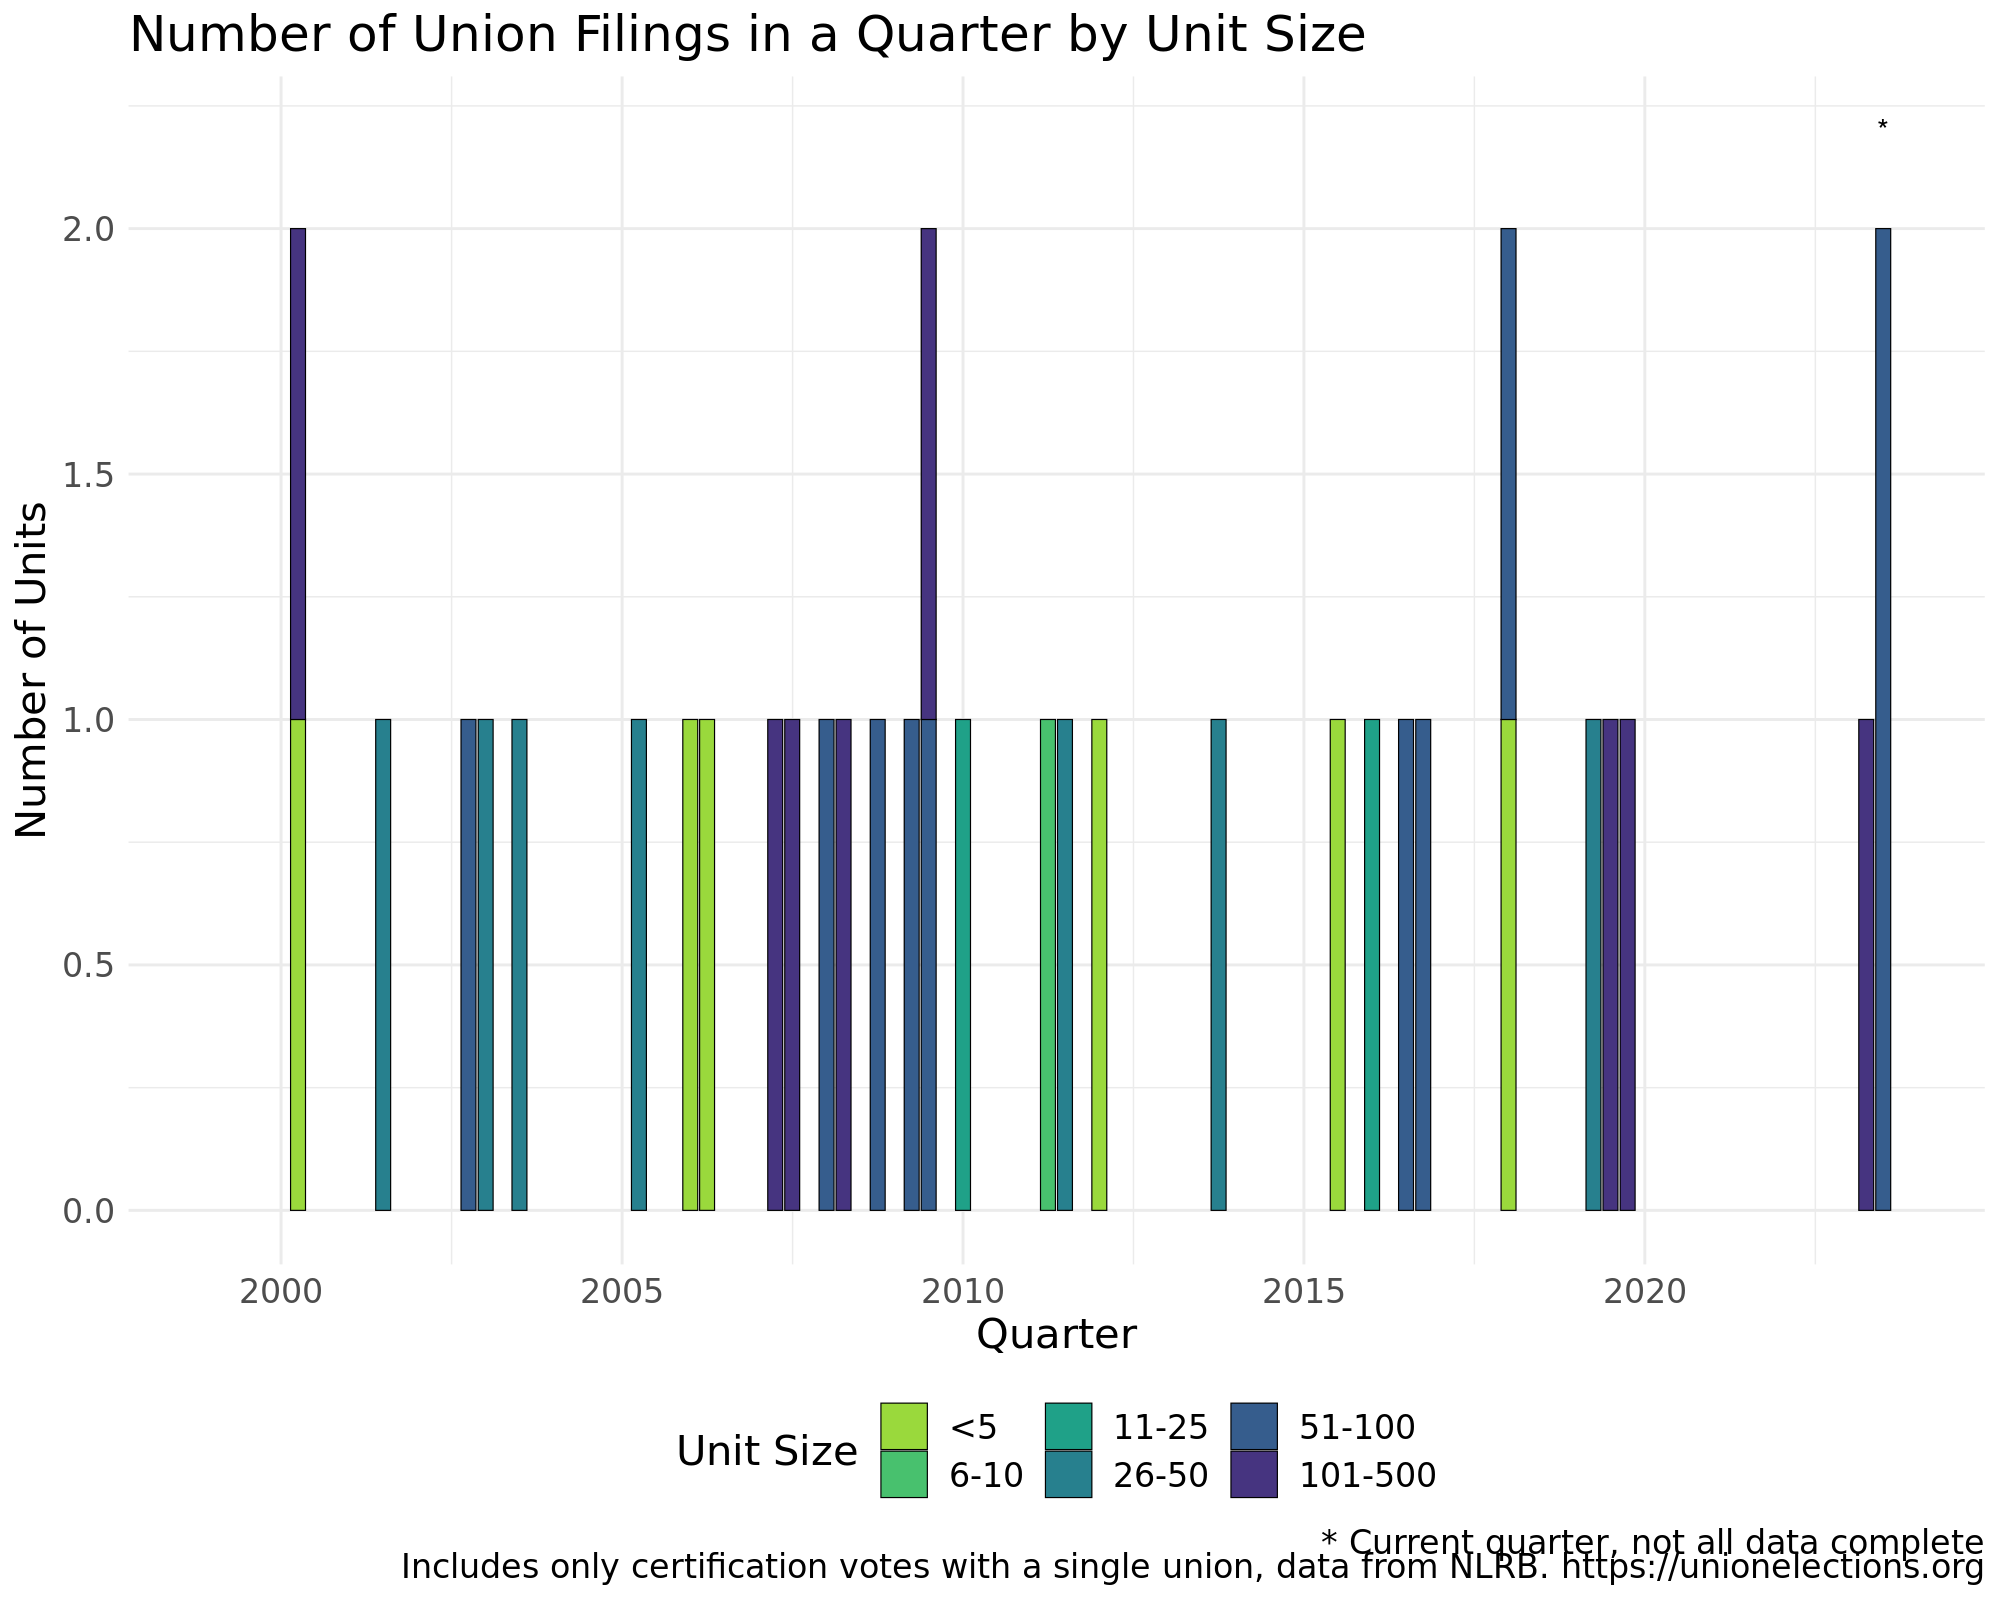 Number of Union Filings in a Quarter by Unit Size
*
Number of Units
2.0
1.5
1.0
0.5
0.0
2000 2005 2010 2015 2020
Quarter
Unit Size
<5 11-25 51-100
6-10 26-50 101-500
* Current quarter, not all data complete
Includes only certification votes with a single union, data from NLRB. https://unionelections.org